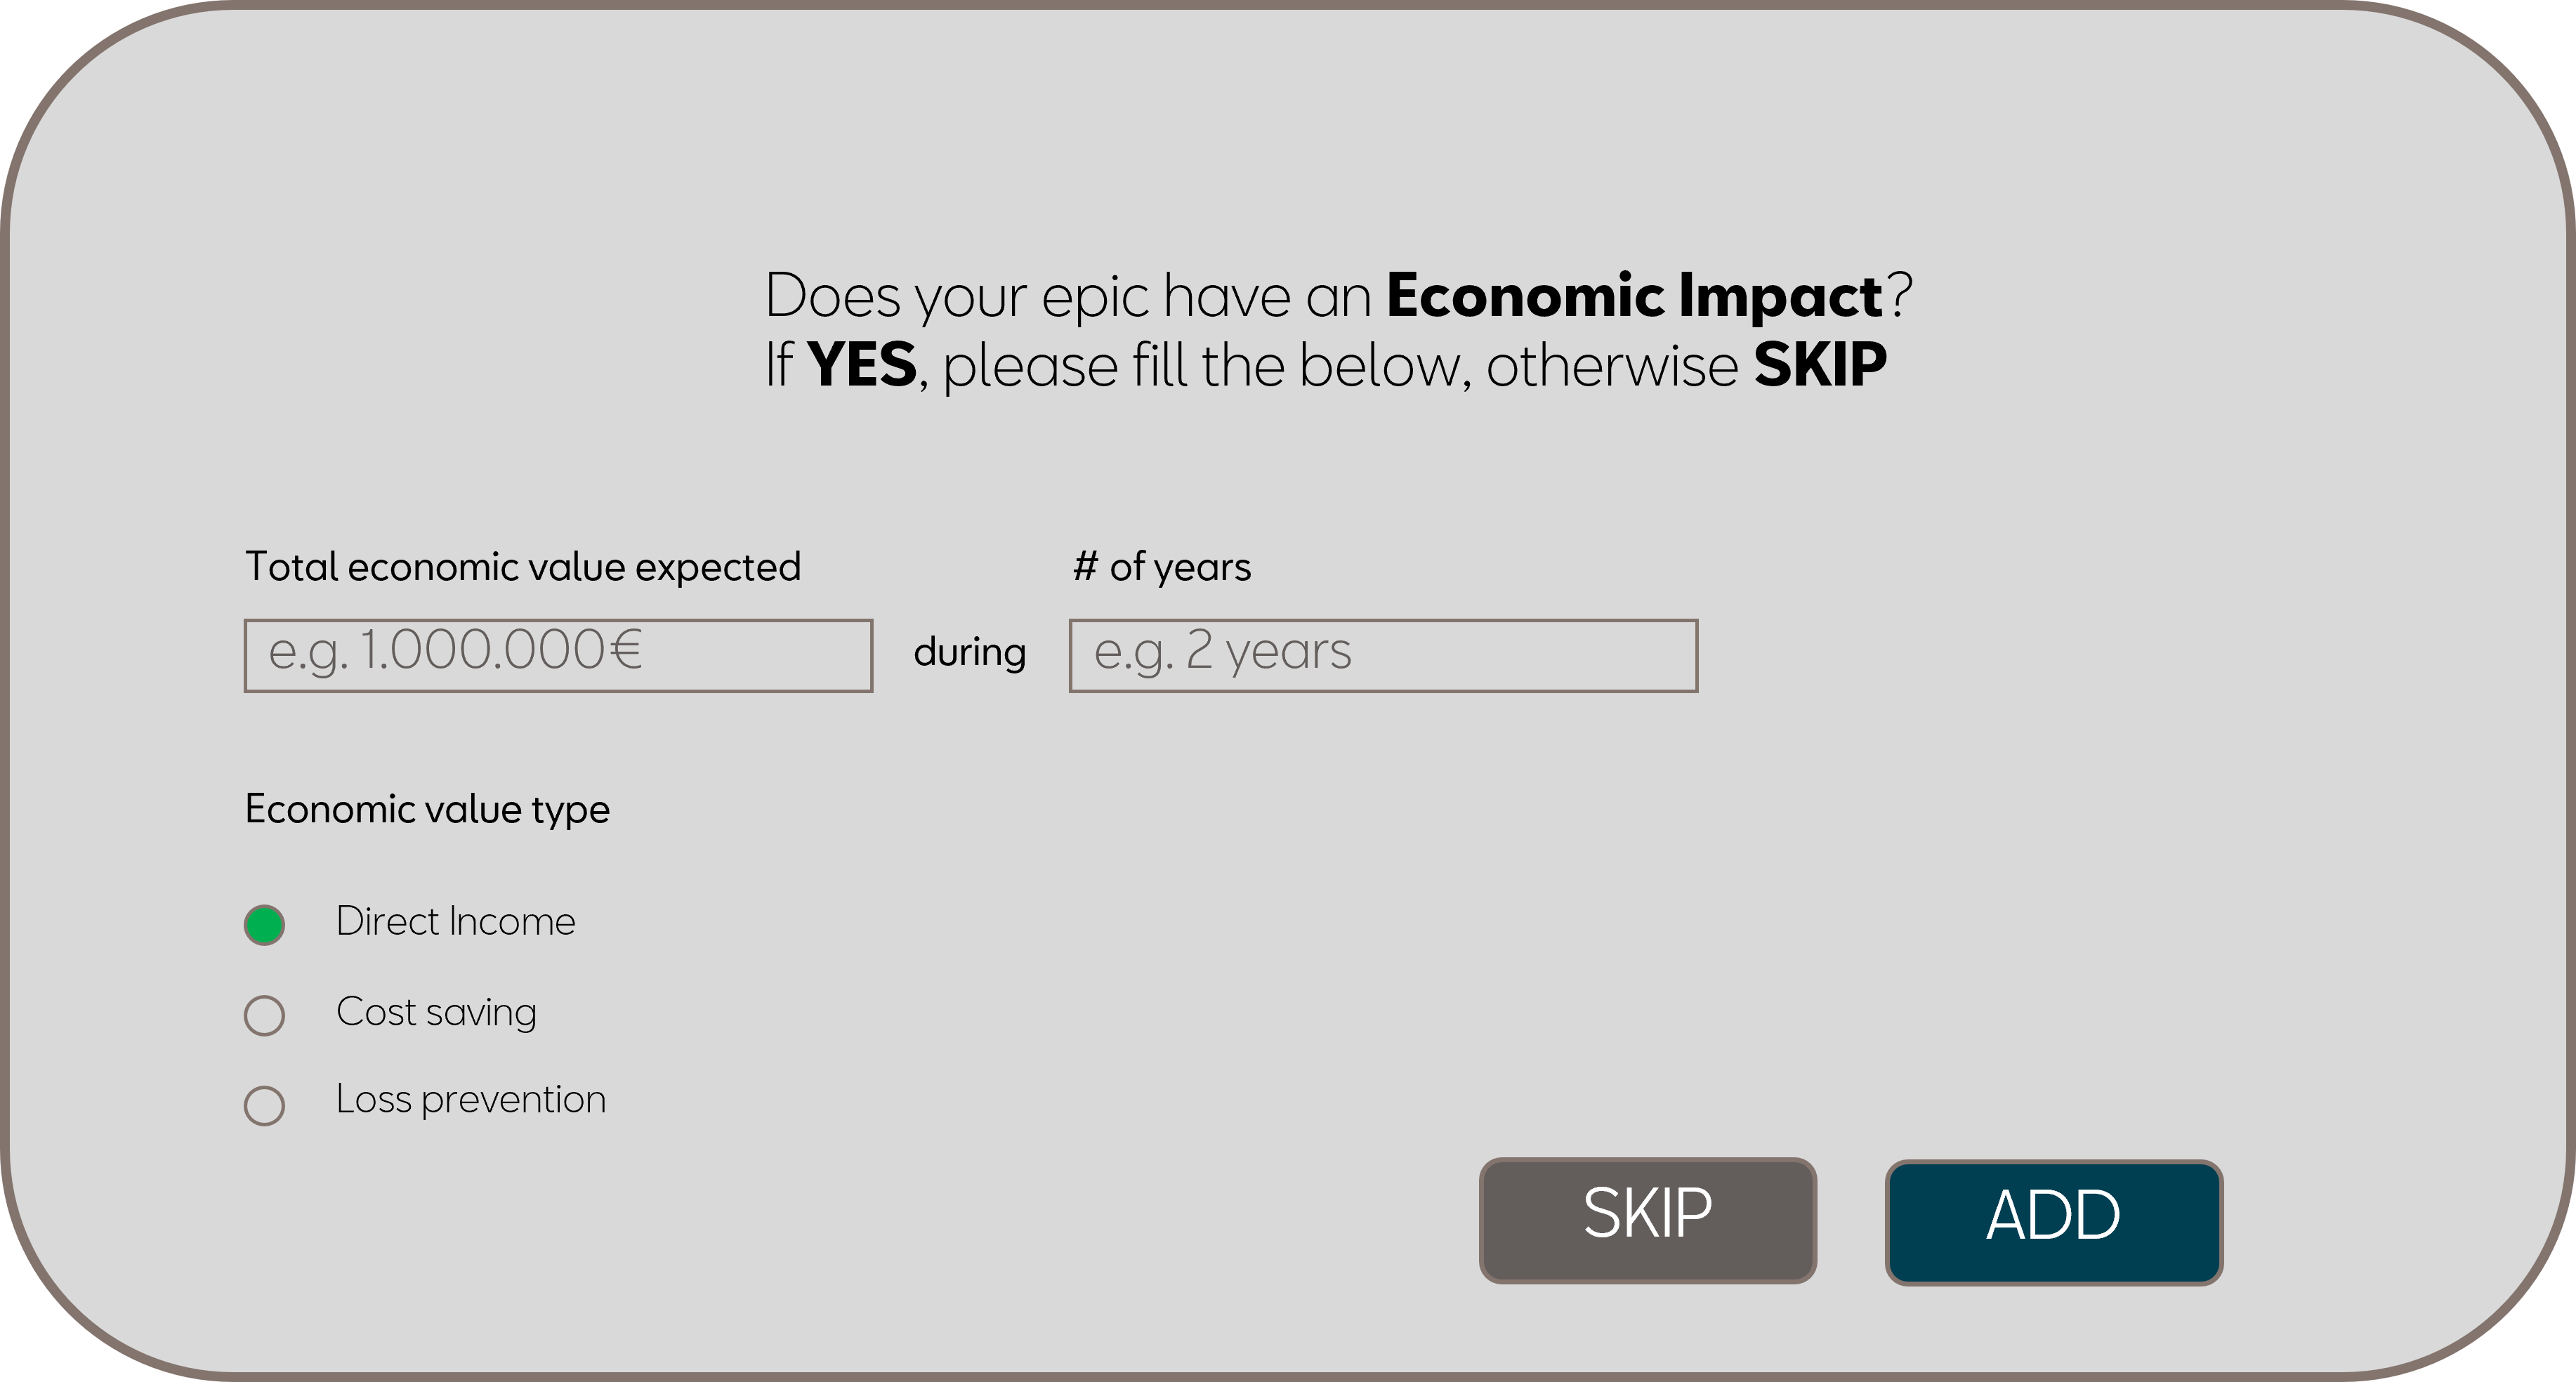 Does your epic have an Economic Impact?
If YES, please fill the below, otherwise SKIP
Total economic value expected
# of years
e.g. 1.000.000€
during
e.g. 2 years
Economic value type
Direct Income
Cost saving
Loss prevention
SKIP
ADD